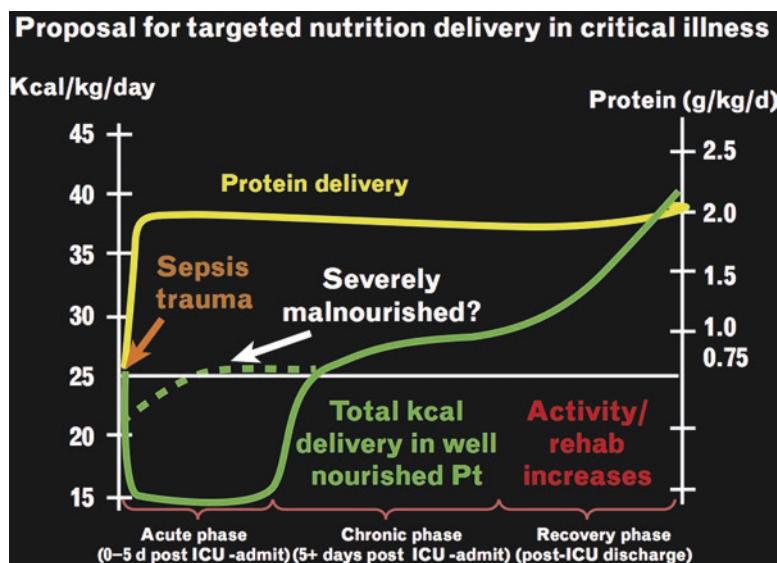 Proposal for targeted nutrition delivery in critical illness
Kcal/kg/day
Protein (g/kg/d)
45
40
35
30
25
20
15
2.5
2.0
1.5
1.0
0.75
Protein delivery
Sepsis
trauma
Severely
malnourished?
Total kcal
delivery in well
nourished Pt
Activity/
rehab
increases
Acute phase
(0–5 d post ICU -admit)
Chronic phase
(5+ days post ICU -admit)
Recovery phase
(post-ICU discharge)